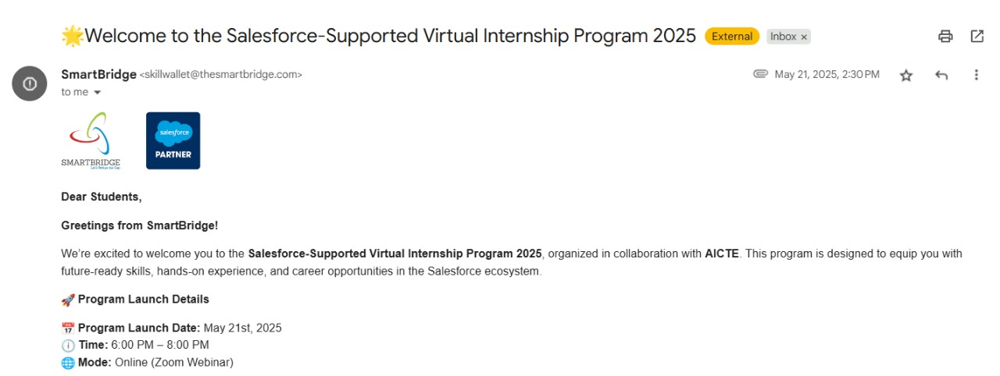 🌟Welcome to the Salesforce-Supported Virtual Internship Program 2025 External Inbox ×
SmartBridge <skillwallet@thesmartbridge.com> May 21, 2025, 2:30 PM
to me
salesforce
PARTNER
SMARTBRIDGE
Let's Bridge the Gap
Dear Students,
Greetings from SmartBridge!
We're excited to welcome you to the Salesforce-Supported Virtual Internship Program 2025, organized in collaboration with AICTE. This program is designed to equip you with
future-ready skills, hands-on experience, and career opportunities in the Salesforce ecosystem.
🚀 Program Launch Details
📅 Program Launch Date: May 21st, 2025
🕕 Time: 6:00 PM – 8:00 PM
🌐 Mode: Online (Zoom Webinar)